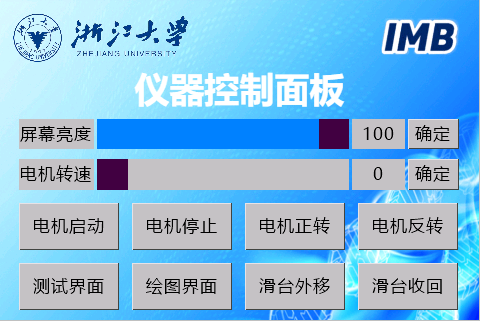 浙江大学
ZHEJIANG UNIVERSITY
IMB
仪器控制面板
屏幕亮度 100 确定
电机转速 0 确定
电机启动 电机停止 电机正转 电机反转
测试界面 绘图界面 滑台外移 滑台收回